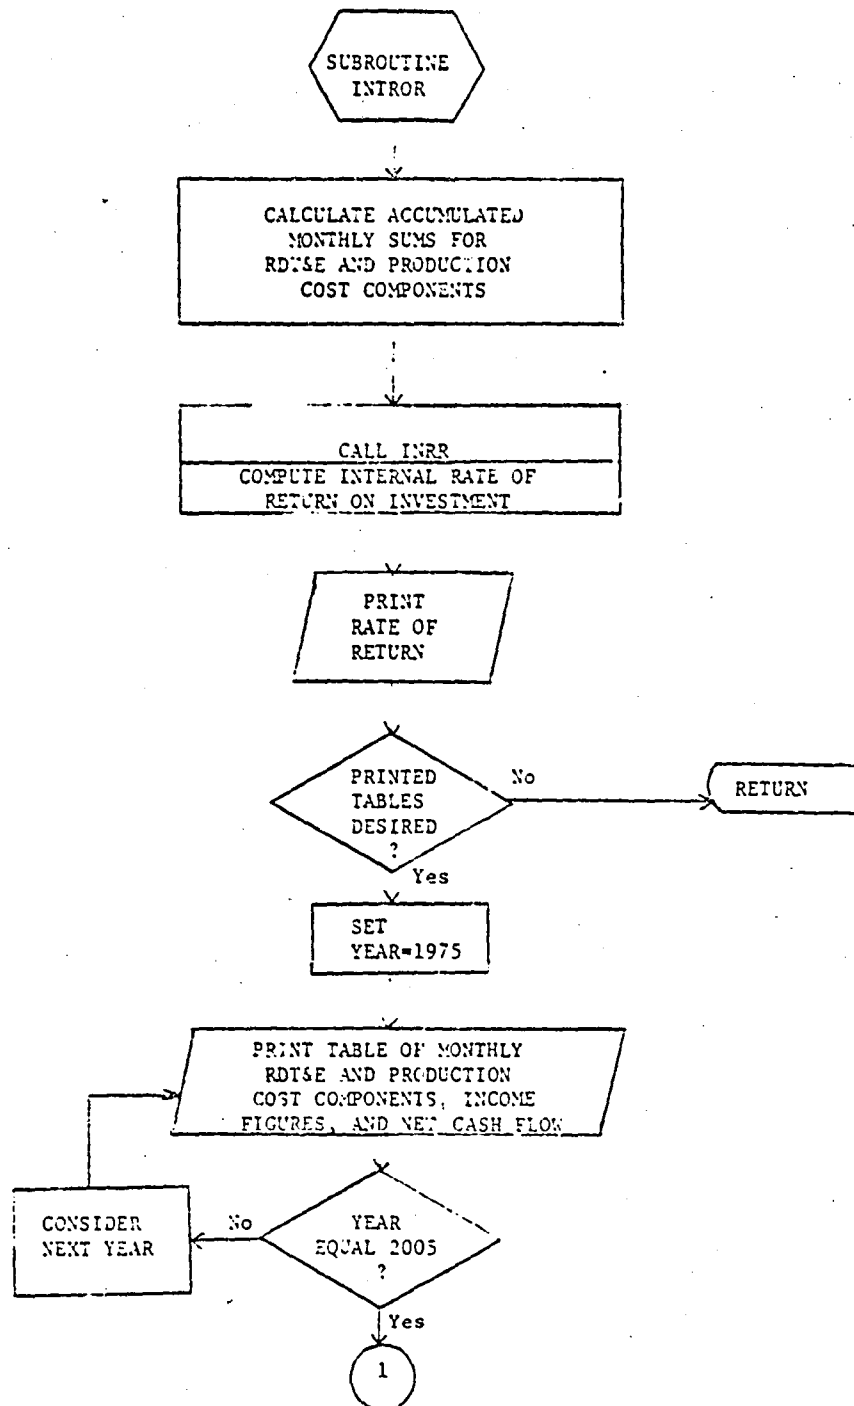 SUBROUTINE
INTROR
CALCULATE ACCUMULATED
MONTHLY SUMS FOR
RDT&E AND PRODUCTION
COST COMPONENTS
CALL INRR
COMPUTE INTERNAL RATE OF
RETURN ON INVESTMENT
PRINT
RATE OF
RETURN
PRINTED
TABLES
DESIRED
?
No
RETURN
Yes
SET
YEAR=1975
PRINT TABLE OF MONTHLY
RDT&E AND PRODUCTION
COST COMPONENTS, INCOME
FIGURES, AND NET CASH FLOW
CONSIDER
NEXT YEAR
No
YEAR
EQUAL 2005
?
Yes
1